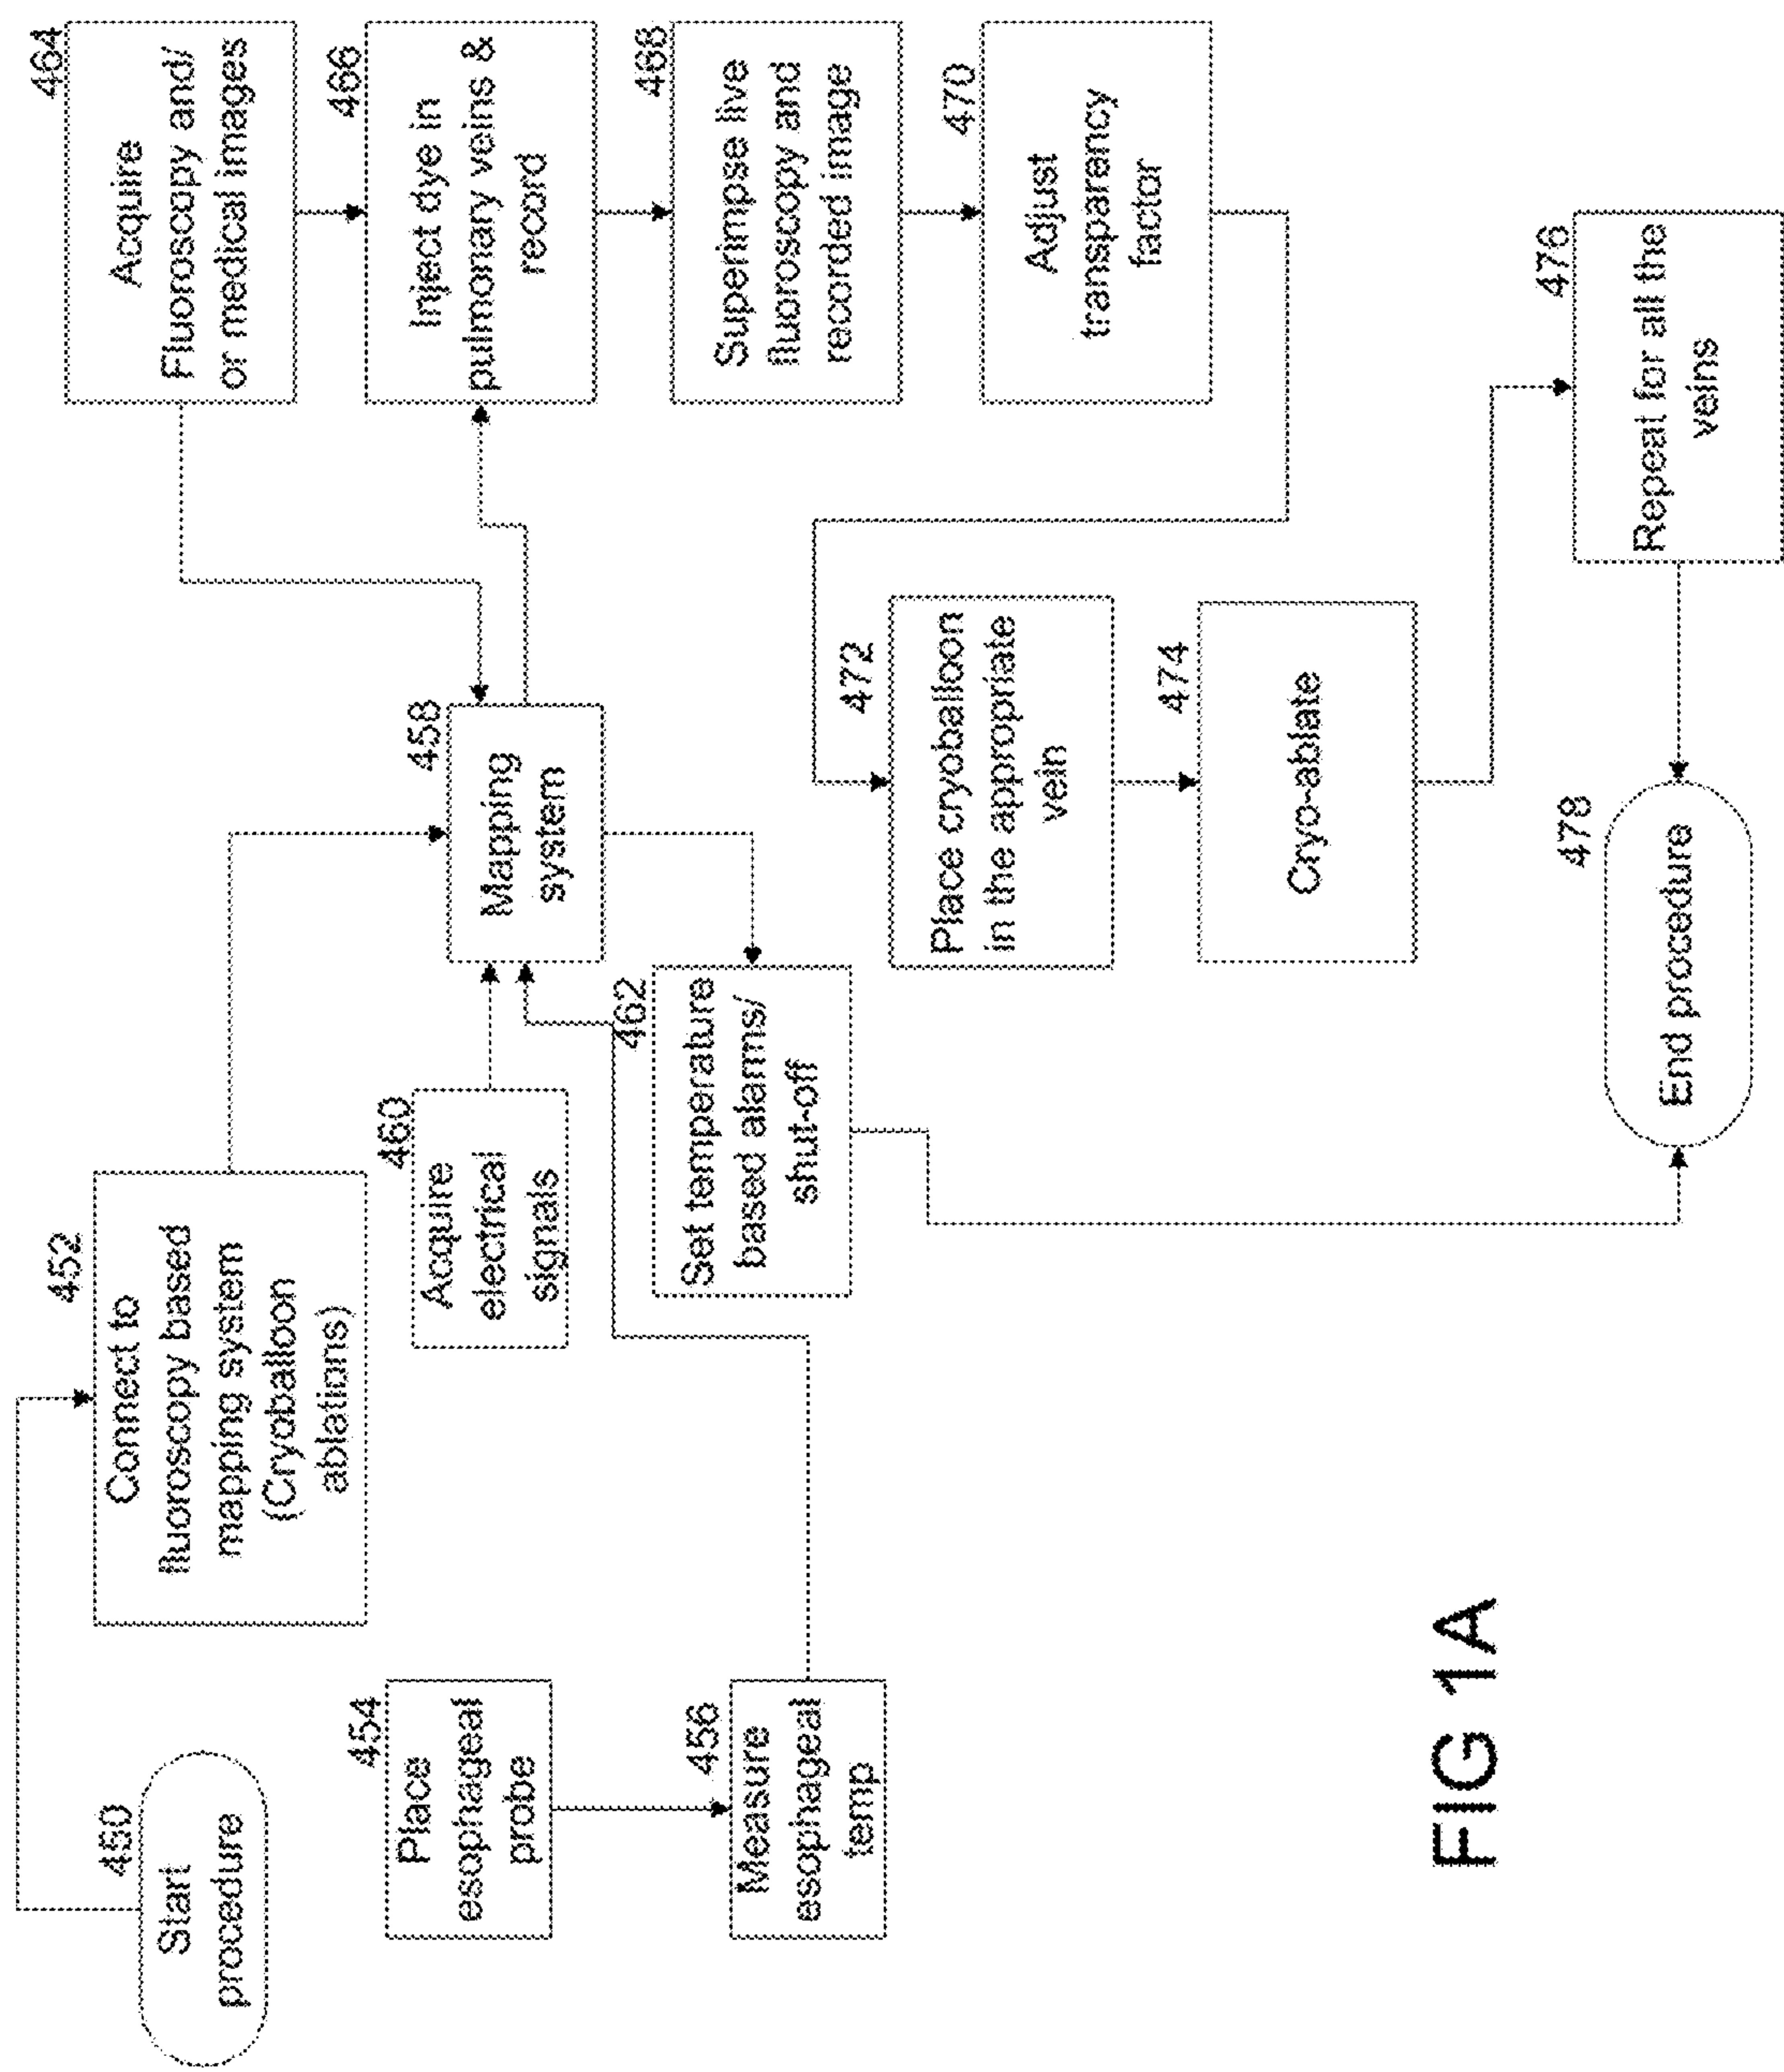 450
Start
procedure
452
Connect to
fluoroscopy based
mapping system
(Cryoballoon
ablations)
454
Place
esophageal
probe
456
Measure
esophageal
temp
458
Mapping
system
460
Acquire
electrical
signals
462
Set temperature
based alarms/
shut-off
464
Acquire
Fluoroscopy and/
or medical images
466
Inject dye in
pulmonary veins &
record
468
Superimpse live
fluoroscopy and
recorded image
470
Adjust
transparency
factor
472
Place cryoballoon
in the appropriate
vein
474
Cryo-ablate
476
Repeat for all the
veins
478
End procedure
FIG 1A